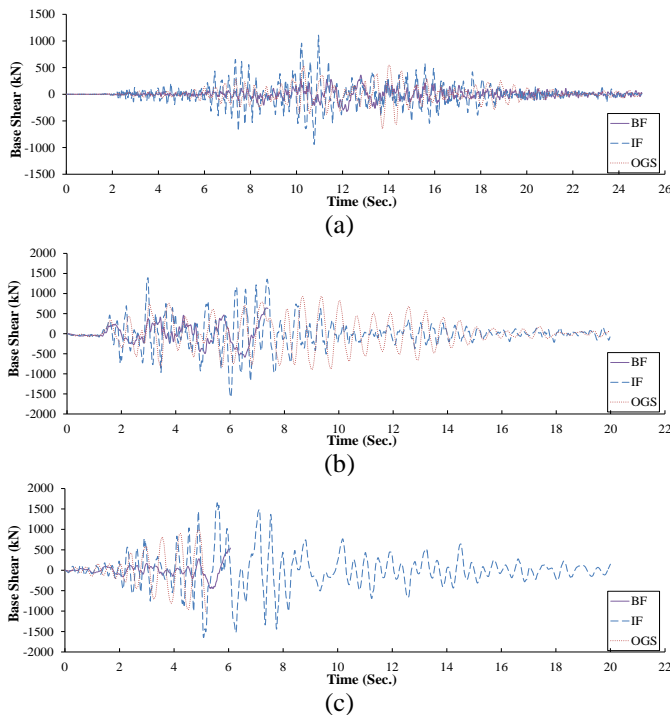 1500
1000
500
0
-500
-1000
-1500
Base Shear (kN)
BF
IF
OGS
0 2 4 6 8 10 12 14 16 18 20 22 24 26
Time (Sec.)
(a)
2000
1500
1000
500
0
-500
-1000
-1500
-2000
Base Shear (kN)
BF
IF
OGS
0 2 4 6 8 10 12 14 16 18 20 22
Time (Sec.)
(b)
2000
1500
1000
500
0
-500
-1000
-1500
-2000
Base Shear (kN)
BF
IF
OGS
0 2 4 6 8 10 12 14 16 18 20 22
Time (Sec.)
(c)